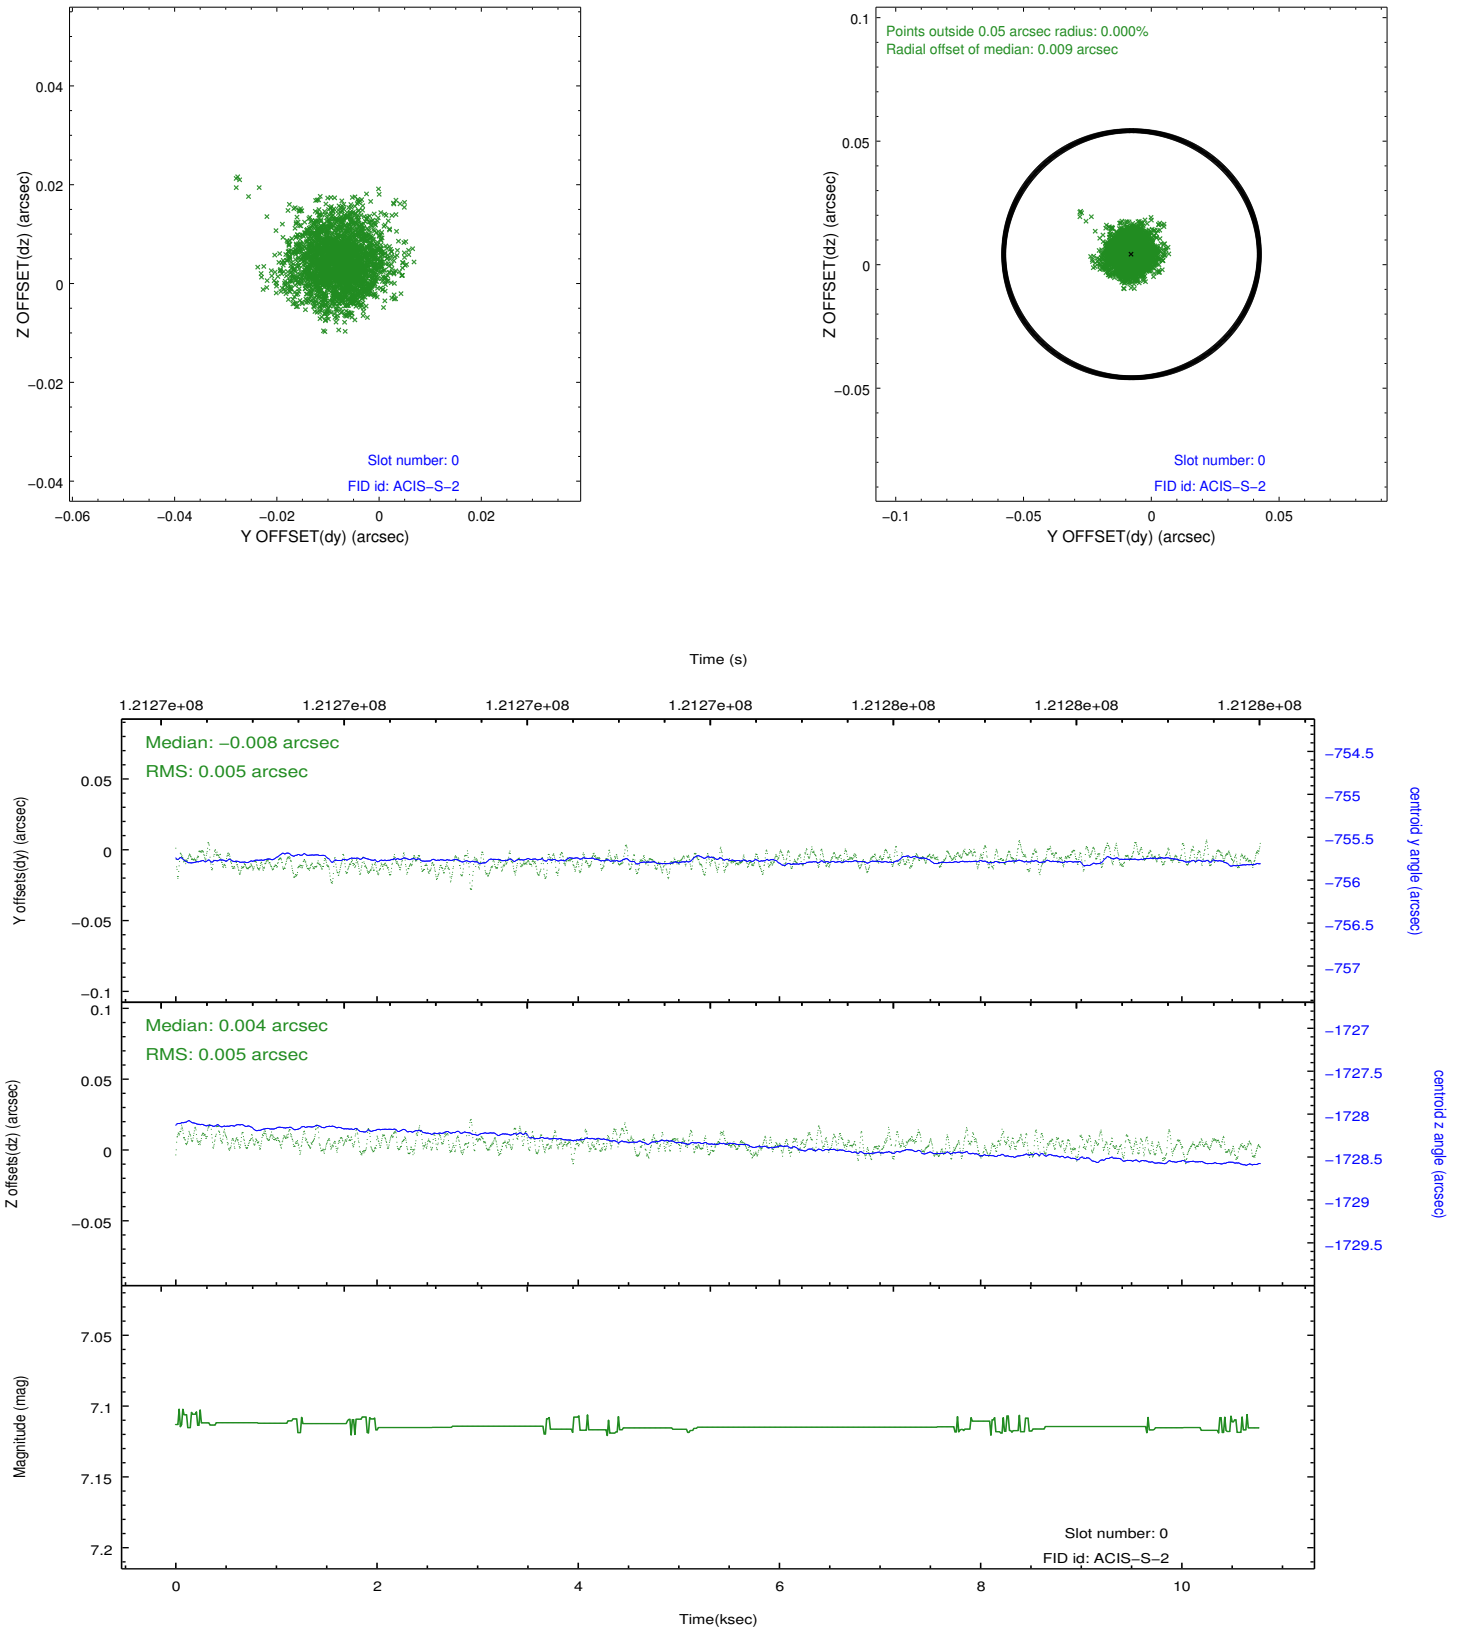 0.04
0.02
0
−0.02
−0.04
Z OFFSET(dz) (arcsec)
Slot number: 0
FID id: ACIS−S−2
−0.06
−0.04
−0.02
0
0.02
Y OFFSET(dy) (arcsec)
0.1
0.05
0
−0.05
Z OFFSET(dz) (arcsec)
Points outside 0.05 arcsec radius: 0.000%
Radial offset of median: 0.009 arcsec
Slot number: 0
FID id: ACIS−S−2
−0.1
−0.05
0
0.05
Y OFFSET(dy) (arcsec)
Time (s)
1.2127e+08
1.2127e+08
1.2127e+08
1.2127e+08
1.2128e+08
1.2128e+08
1.2128e+08
Median: −0.008 arcsec
RMS: 0.005 arcsec
0.05
0
−0.05
−0.1
Y offsets(dy) (arcsec)
−754.5
−755
−755.5
−756
−756.5
−757
centroid y angle (arcsec)
Median: 0.004 arcsec
RMS: 0.005 arcsec
0.1
0.05
0
−0.05
Z offsets(dz) (arcsec)
−1727
−1727.5
−1728
−1728.5
−1729
−1729.5
centroid z angle (arcsec)
7.05
7.1
7.15
7.2
Magnitude (mag)
Slot number: 0
FID id: ACIS−S−2
0
2
4
6
8
10
Time(ksec)